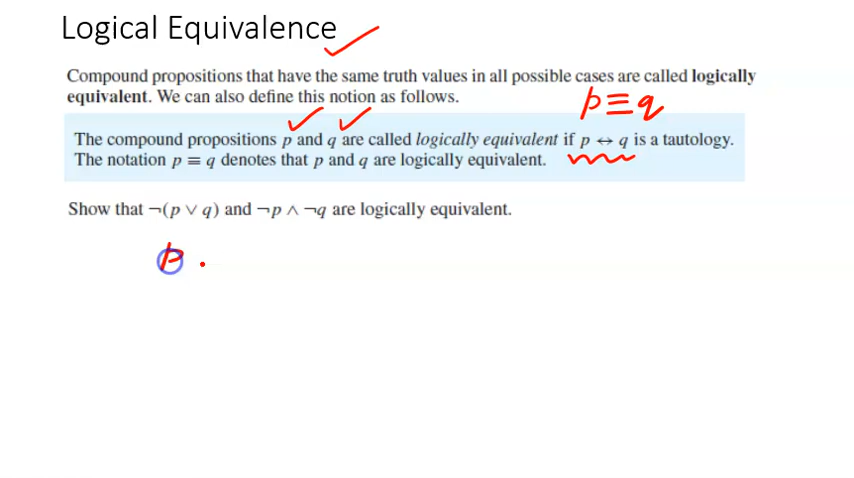 Logical Equivalence
Compound propositions that have the same truth values in all possible cases are called logically
equivalent. We can also define this notion as follows.
p ≡ q
The compound propositions p and q are called logically equivalent if p ↔ q is a tautology.
The notation p ≡ q denotes that p and q are logically equivalent.
Show that ¬(p ∨ q) and ¬p ∧ ¬q are logically equivalent.
p